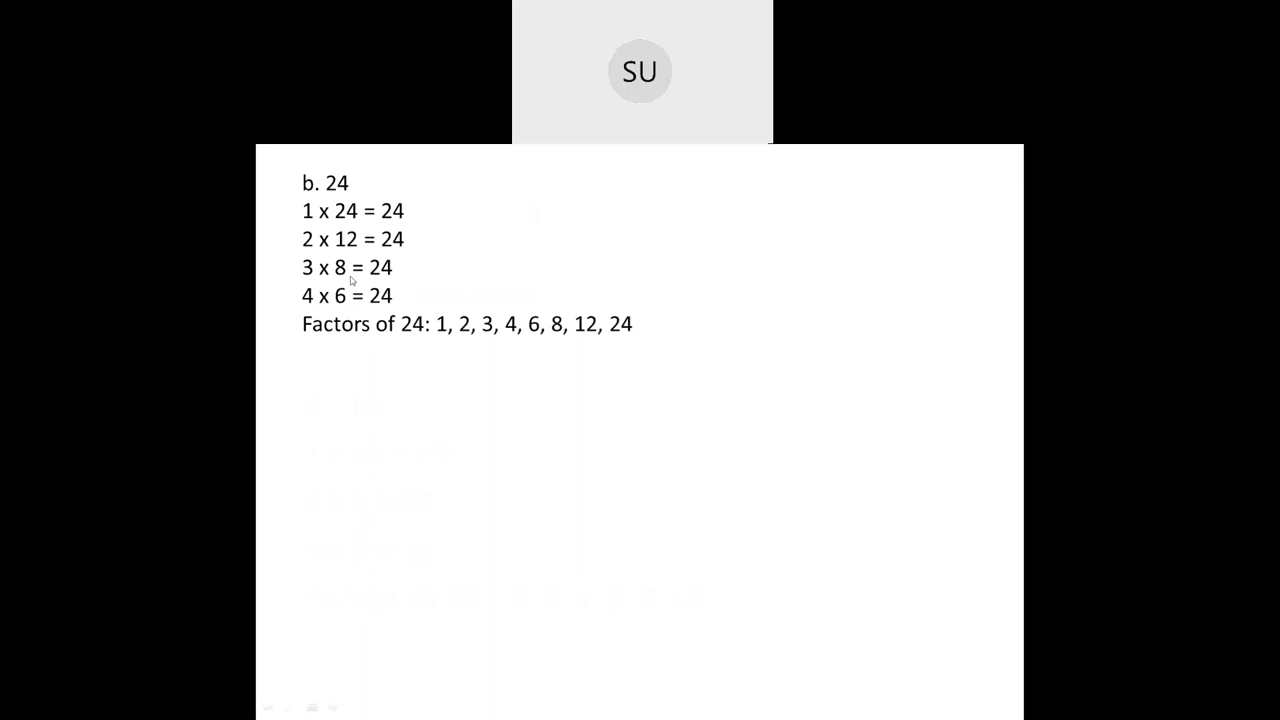 SU
b. 24
1 x 24 = 24
2 x 12 = 24
3 x 8 = 24
4 x 6 = 24
Factors of 24: 1, 2, 3, 4, 6, 8, 12, 24